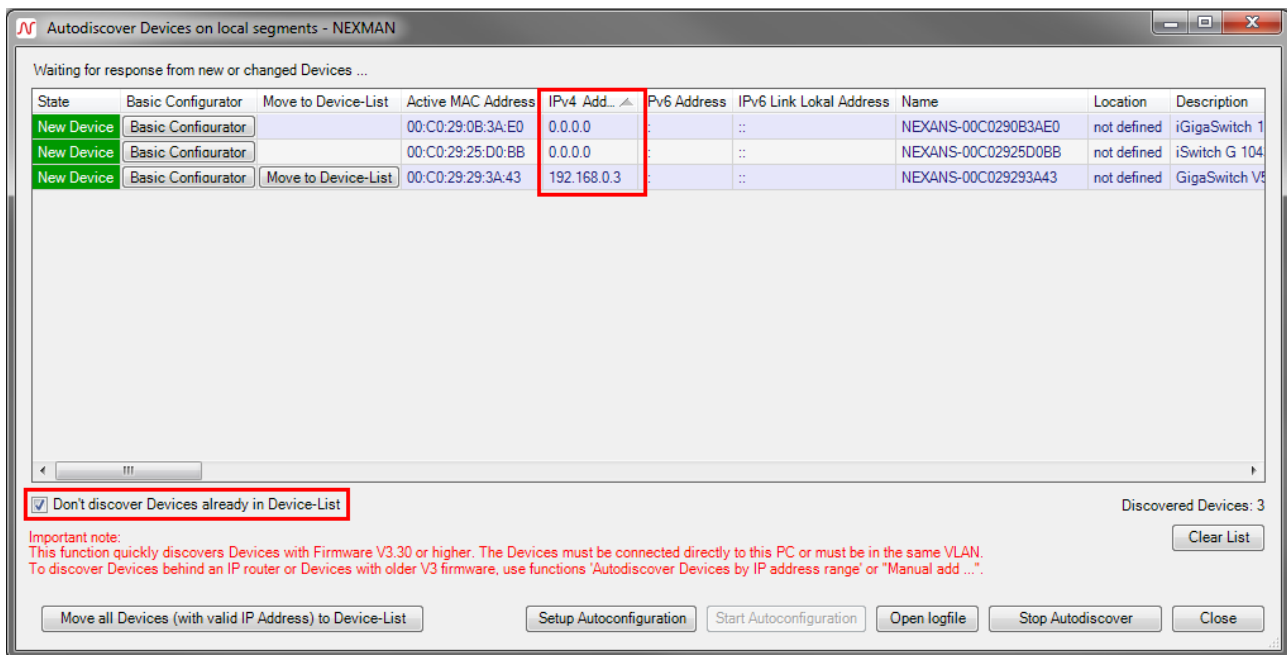 Autodiscover Devices on local segments - NEXMAN
Waiting for response from new or changed Devices ...
State Basic Configurator Move to Device-List Active MAC Address IPv4 Add... Pv6 Address IPv6 Link Lokal Address Name Location Description
New Device Basic Configurator 00:C0:29:0B:3A:E0 0.0.0.0 : :: NEXANS-00C0290B3AE0 not defined iGigaSwitch 1
New Device Basic Configurator 00:C0:29:25:D0:BB 0.0.0.0 : :: NEXANS-00C02925D0BB not defined iSwitch G 104
New Device Basic Configurator Move to Device-List 00:C0:29:29:3A:43 192.168.0.3 : :: NEXANS-00C029293A43 not defined GigaSwitch V5
Don't discover Devices already in Device-List Discovered Devices: 3
Important note: Clear List
This function quickly discovers Devices with Firmware V3.30 or higher. The Devices must be connected directly to this PC or must be in the same VLAN.
To discover Devices behind an IP router or Devices with older V3 firmware, use functions 'Autodiscover Devices by IP address range' or "Manual add ...".
Move all Devices (with valid IP Address) to Device-List Setup Autoconfiguration Start Autoconfiguration Open logfile Stop Autodiscover Close